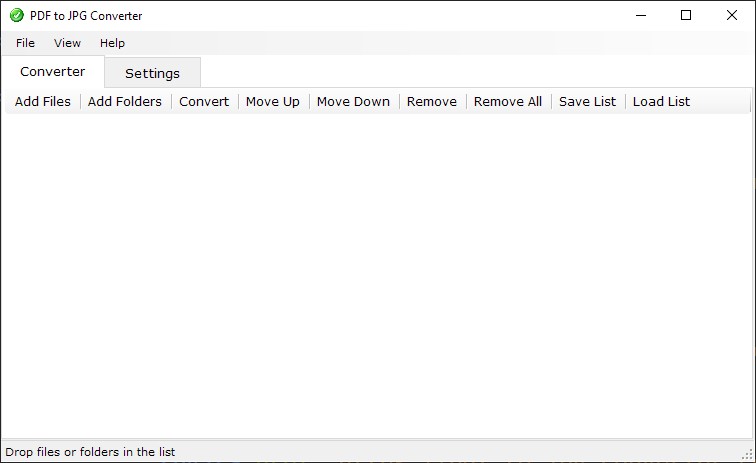 PDF to JPG Converter
File View Help
Converter Settings
Add Files Add Folders Convert Move Up Move Down Remove Remove All Save List Load List
Drop files or folders in the list